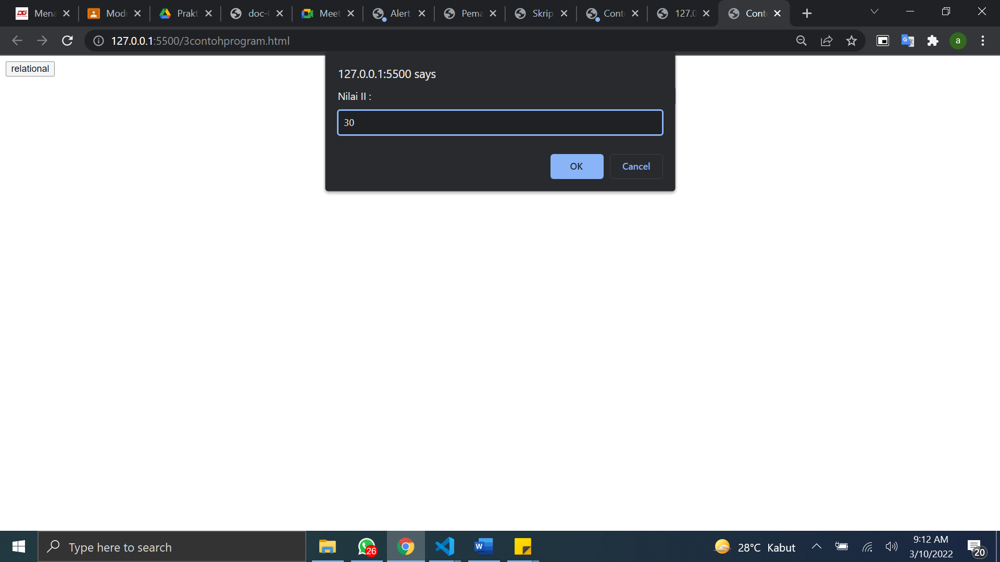 Mena
Modu
Prakt
doc-
Meet
Alert
Pema
Skrip
Cont
127.0
Cont
127.0.0.1:5500/3contohprogram.html
a
relational
127.0.0.1:5500 says
Nilai II :
30
OK
Cancel
Type here to search
26
28°C Kabut
9:12 AM
3/10/2022
20